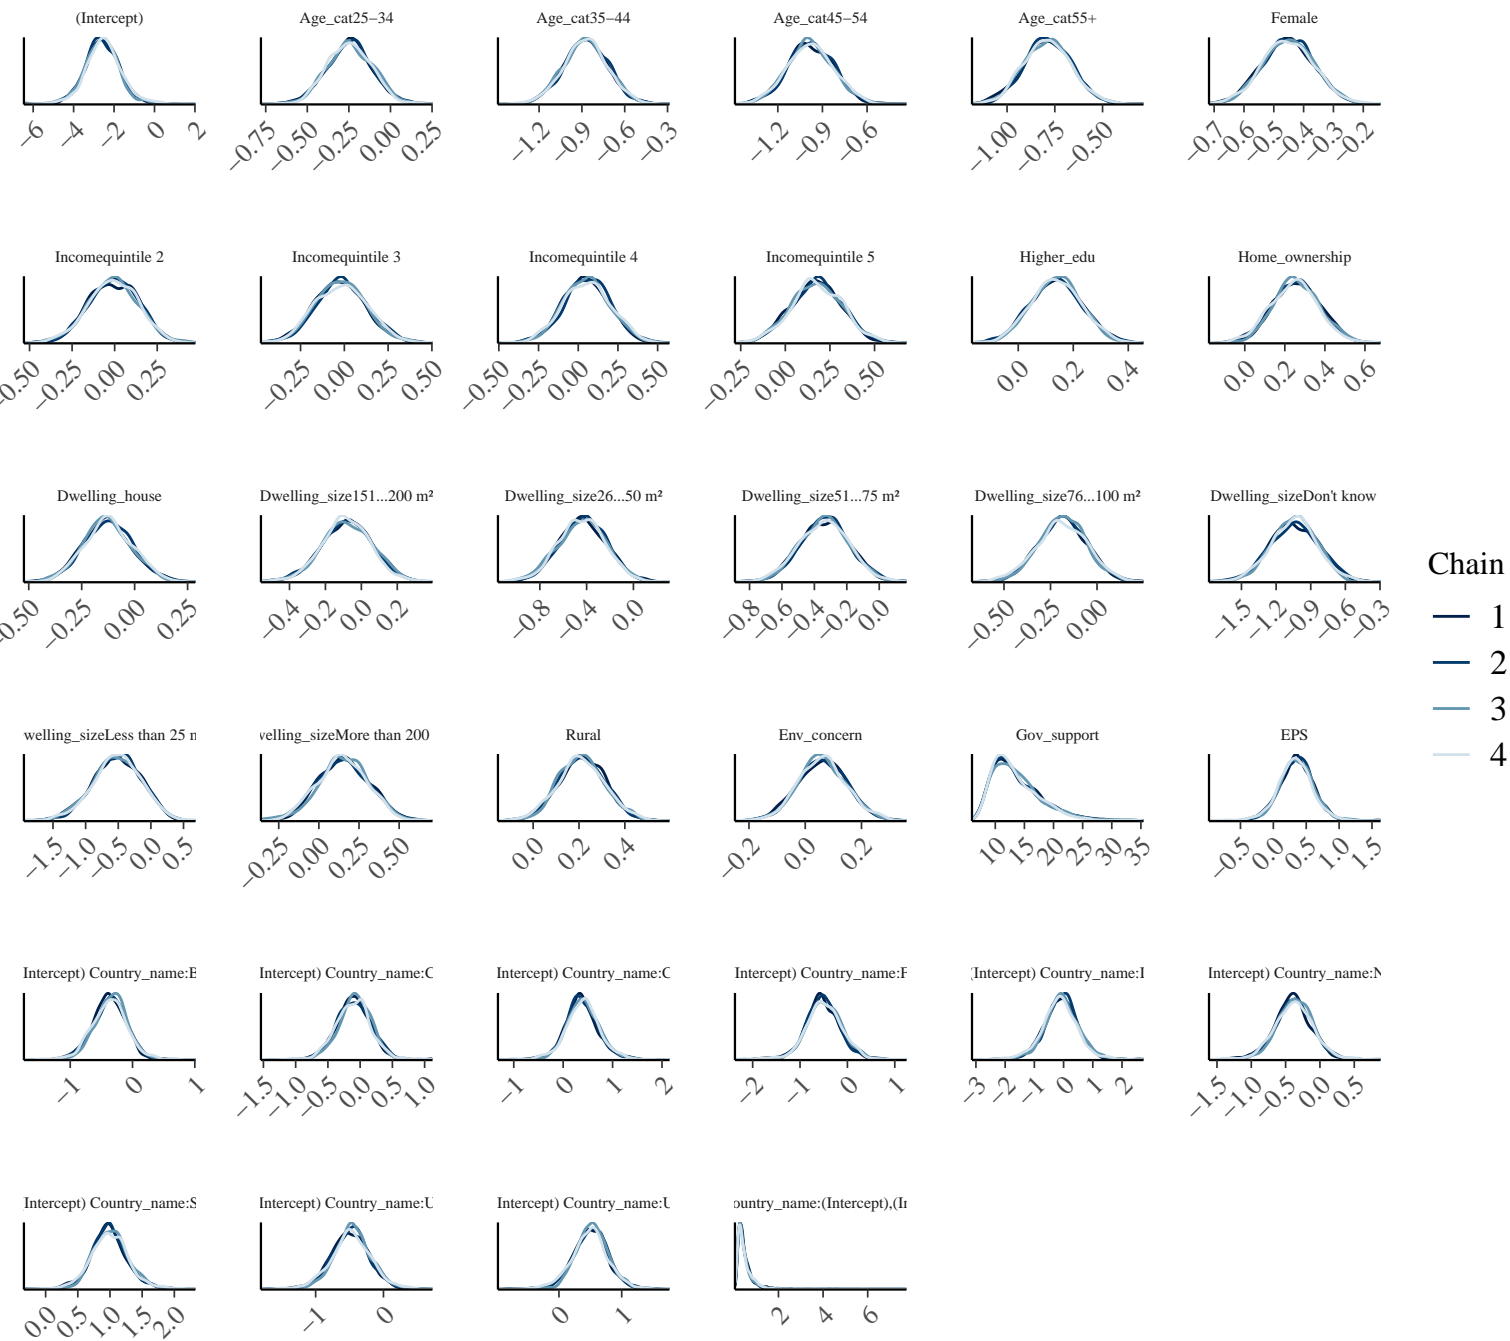 (Intercept) Age_cat25−34 Age_cat35−44 Age_cat45−54 Age_cat55+ Female
−6 −4 −2 0 2 −0.75 −0.50 −0.25 0.00 0.25 −1.2 −0.9 −0.6 −0.3 −1.2 −0.9 −0.6 −1.00 −0.75 −0.50 −0.7 −0.6 −0.5 −0.4 −0.3 −0.2
Incomequintile 2 Incomequintile 3 Incomequintile 4 Incomequintile 5 Higher_edu Home_ownership
−0.50 −0.25 0.00 0.25 −0.25 0.00 0.25 0.50 −0.50 −0.25 0.00 0.25 0.50 −0.25 0.00 0.25 0.50 0.0 0.2 0.4 0.0 0.2 0.4 0.6
Dwelling_house Dwelling_size151...200 m² Dwelling_size26...50 m² Dwelling_size51...75 m² Dwelling_size76...100 m² Dwelling_sizeDon't know
−0.50 −0.25 0.00 0.25 −0.4 −0.2 0.0 0.2 −0.8 −0.4 0.0 −0.8 −0.6 −0.4 −0.2 0.0 −0.50 −0.25 0.00 −1.5 −1.2 −0.9 −0.6 −0.3
Chain
1
2
3
4
welling_sizeLess than 25 m velling_sizeMore than 200 Rural Env_concern Gov_support EPS
−1.5 −1.0 −0.5 0.0 0.5 −0.25 0.00 0.25 0.50 0.0 0.2 0.4 −0.2 0.0 0.2 10 15 20 25 30 35 −0.5 0.0 0.5 1.0 1.5
Intercept) Country_name:B Intercept) Country_name:C Intercept) Country_name:C Intercept) Country_name:F (Intercept) Country_name:I Intercept) Country_name:N
−1 0 1 −1.5 −1.0 −0.5 0.0 0.5 1.0 −1 0 1 2 −2 −1 0 1 −3 −2 −1 0 1 2 −1.5 −1.0 −0.5 0.0 0.5
Intercept) Country_name:S Intercept) Country_name:U Intercept) Country_name:U ountry_name:(Intercept),(In
0.0 0.5 1.0 1.5 2.0 −1 0 0 1 2 4 6